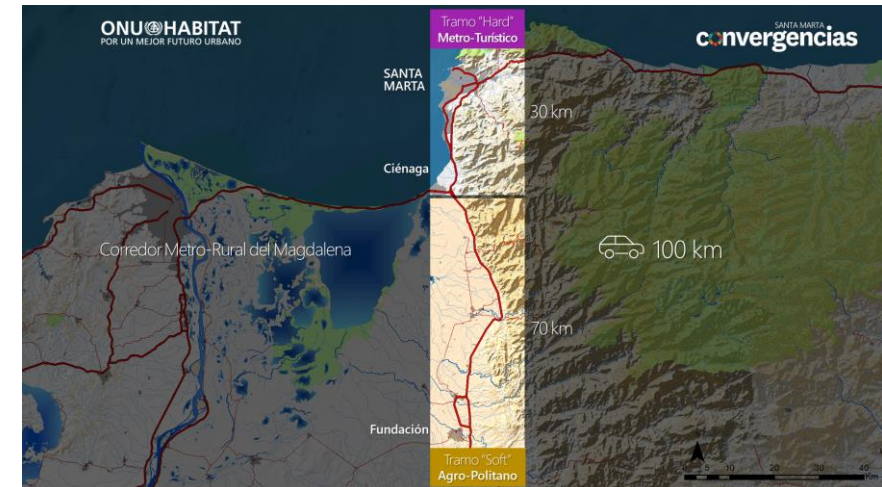 ONU HABITAT
POR UN MEJOR FUTURO URBANO
Tramo "Hard"
Metro-Turístico
SANTA MARTA
convergencias
SANTA
MARTA
30 km
Ciénaga
Corredor Metro-Rural del Magdalena
100 km
70 km
Fundación
Tramo "Soft"
Agro-Politano
5 10 20 30 40
Km